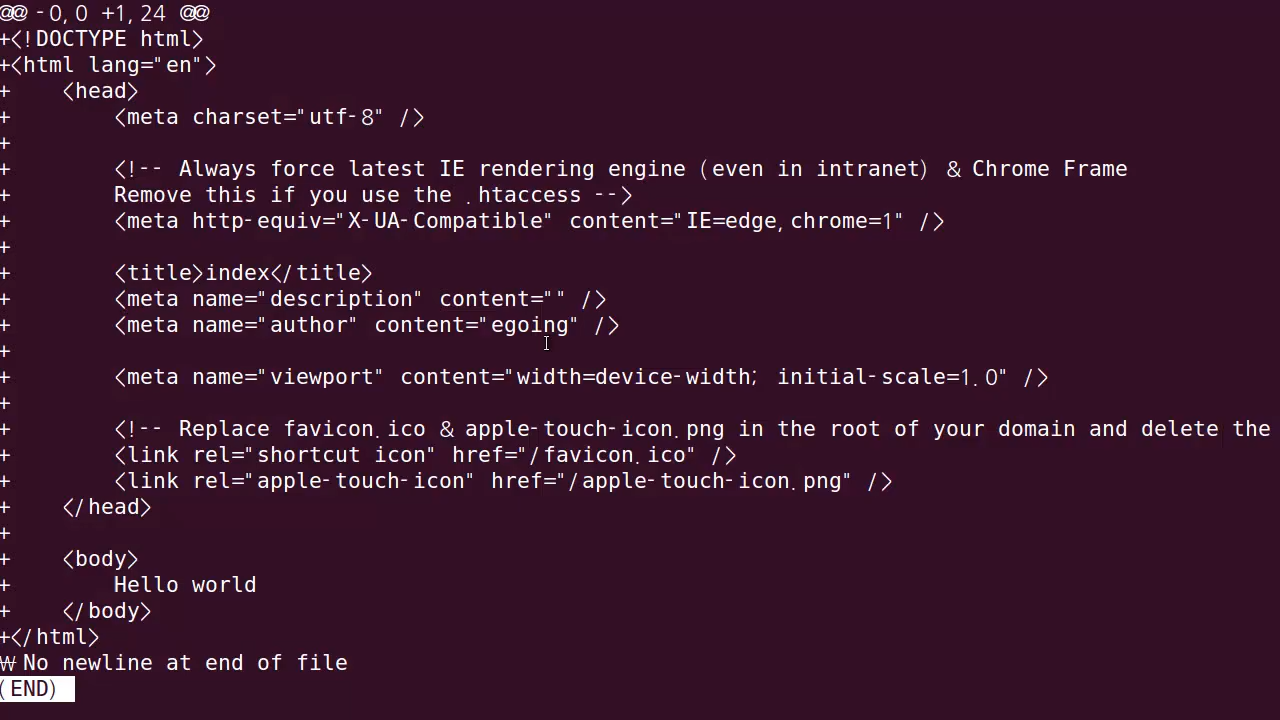 @@ -0,0 +1,24 @@
+<!DOCTYPE html>
+<html lang="en">
+    <head>
+        <meta charset="utf-8" />
+
+        <!-- Always force latest IE rendering engine (even in intranet) & Chrome Frame
+        Remove this if you use the .htaccess -->
+        <meta http-equiv="X-UA-Compatible" content="IE=edge,chrome=1" />
+
+        <title>index</title>
+        <meta name="description" content="" />
+        <meta name="author" content="egoing" />
+
+        <meta name="viewport" content="width=device-width; initial-scale=1.0" />
+
+        <!-- Replace favicon.ico & apple-touch-icon.png in the root of your domain and delete the
+        <link rel="shortcut icon" href="/favicon.ico" />
+        <link rel="apple-touch-icon" href="/apple-touch-icon.png" />
+    </head>
+
+    <body>
+        Hello world
+    </body>
+</html>
₩ No newline at end of file
(END)